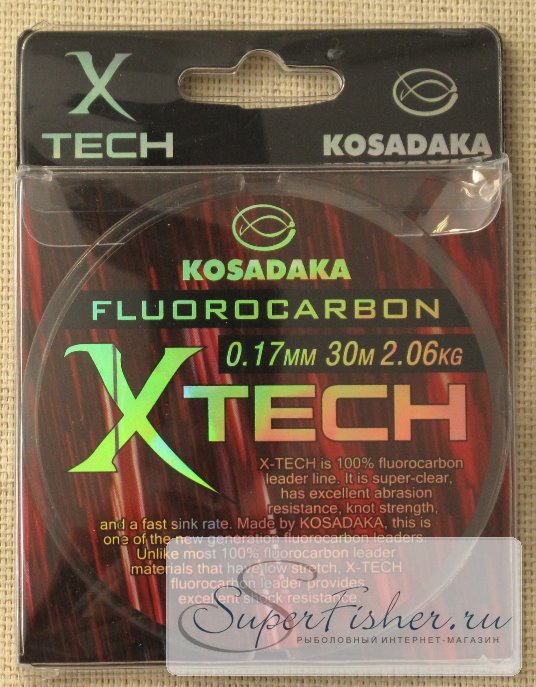 X
TECH
KOSADAKA
KOSADAKA
FLUOROCARBON
0.17MM 30M 2.06KG
X TECH
X-TECH is 100% fluorocarbon
leader line. It is super-clear,
has excellent abrasion
resistance, knot strength,
and a fast sink rate. Made by KOSADAKA, this is
one of the new generation fluorocarbon leaders.
Unlike most 100% fluorocarbon leader
materials that have low stretch, X-TECH
fluorocarbon leader provides
excellent shock resistance.
SuperFisher.ru
РЫБОЛОВНЫЙ ИНТЕРНЕТ-МАГАЗИН